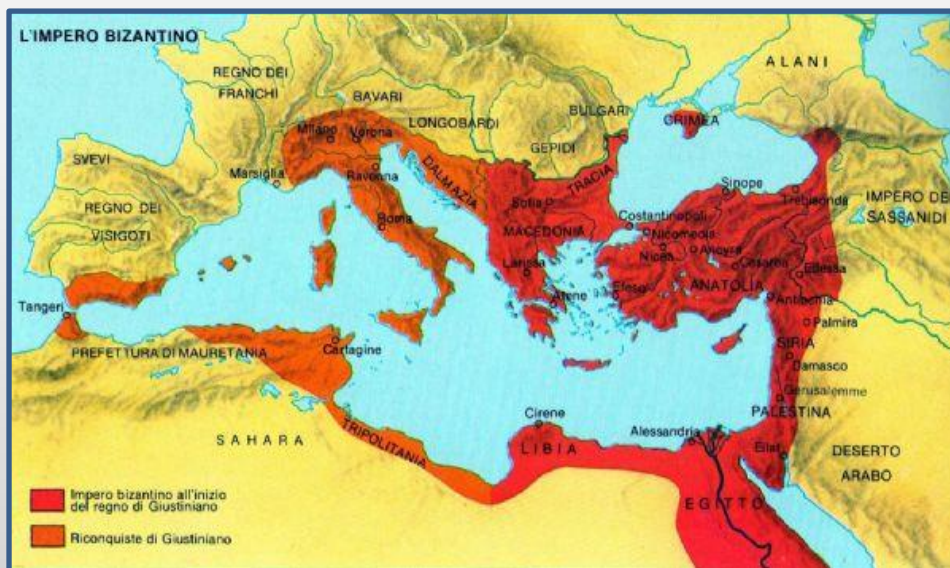 L'IMPERO BIZANTINO
REGNO DEI
FRANCHI
ALANI
BAVARI
LONGOBARDI
BULGARI
CRIMEA
GEPIDI
SVEVI
Milano
Verona
Marsiglia
Ravenna
DALMAZIA
TRACIA
Sinope
Trebisonda
IMPERO DEI
SASSANIDI
REGNO DEI
VISIGOTI
Roma
Sofia
MACEDONIA
Costantinopoli
Nicomedia
Nicea
Ancyra
Cesarea
Edessa
Larissa
Atene
Efeso
ANATOLIA
Antiochia
Tangeri
Palmira
PREFETTURA DI MAURETANIA
Cartagine
SIRIA
Damasco
Gerusalemme
PALESTINA
Cirene
Alessandria
SAHARA
TRIPOLITANIA
LIBIA
Eilat
DESERTO
ARABO
EGITTO
Impero bizantino all'inizio
del regno di Giustiniano
Riconquiste di Giustiniano